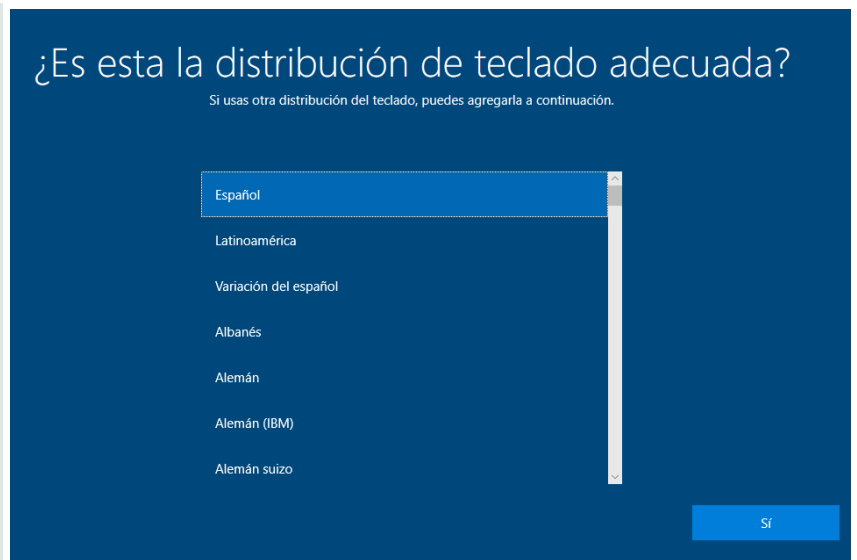 ¿Es esta la distribución de teclado adecuada?
Si usas otra distribución del teclado, puedes agregarla a continuación.
Español
Latinoamérica
Variación del español
Albanés
Alemán
Alemán (IBM)
Alemán suizo
Sí